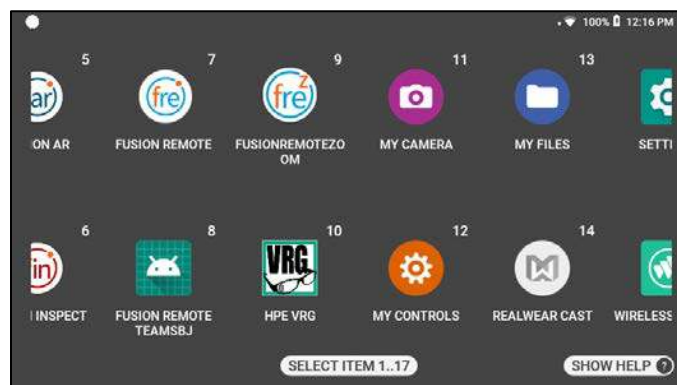 100% 12:16 PM
5 7 9 11 13
ar fre freZ
ON AR FUSION REMOTE FUSIONREMOTEZO MY CAMERA MY FILES SETTI
OM
6 8 10 12 14
in VRG
INSPECT FUSION REMOTE HPE VRG MY CONTROLS REALWEAR CAST WIRELESS
TEAMSBJ
SELECT ITEM 1..17 SHOW HELP ?